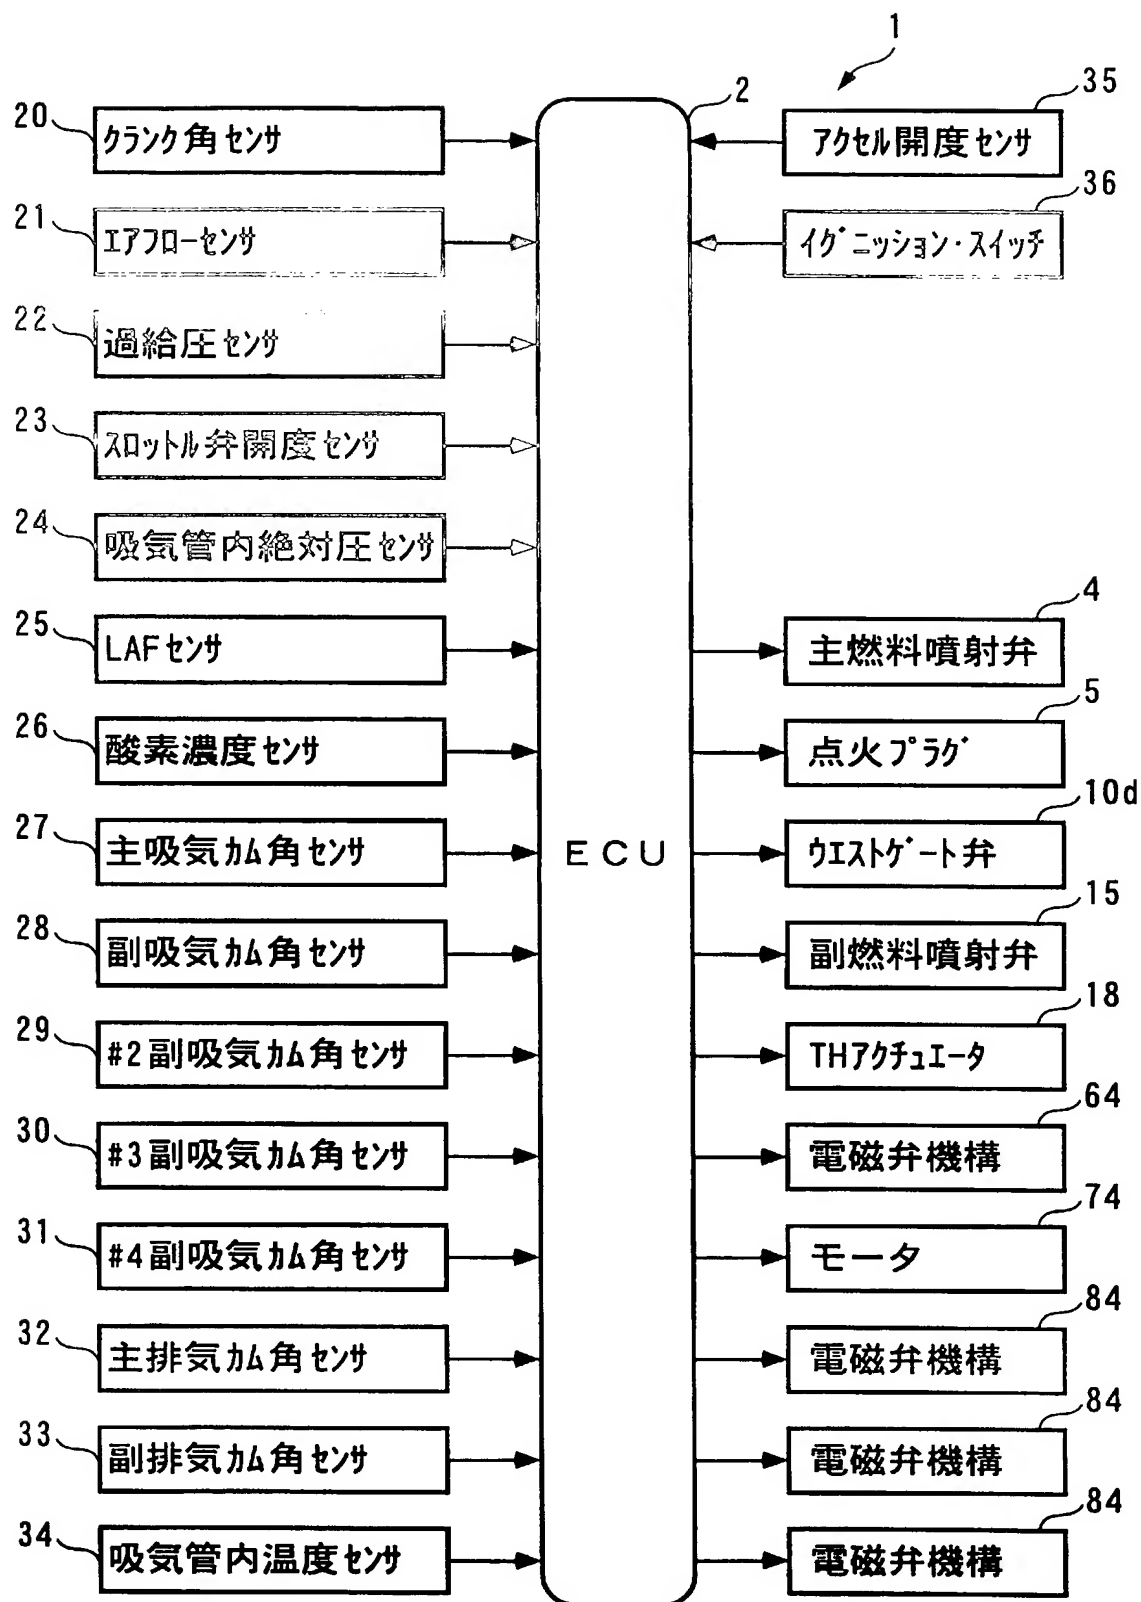 1
2
20 クランク角センサ
21 エアフローセンサ
22 過給圧センサ
23 スロットル弁開度センサ
24 吸気管内絶対圧センサ
25 LAFセンサ
26 酸素濃度センサ
27 主吸気カム角センサ
28 副吸気カム角センサ
29 #2副吸気カム角センサ
30 #3副吸気カム角センサ
31 #4副吸気カム角センサ
32 主排気カム角センサ
33 副排気カム角センサ
34 吸気管内温度センサ
ECU
35 アクセル開度センサ
36 イグニッション・スイッチ
4 主燃料噴射弁
5 点火プラグ
10d ウエストゲート弁
15 副燃料噴射弁
18 THアクチュエータ
64 電磁弁機構
74 モータ
84 電磁弁機構
84 電磁弁機構
84 電磁弁機構